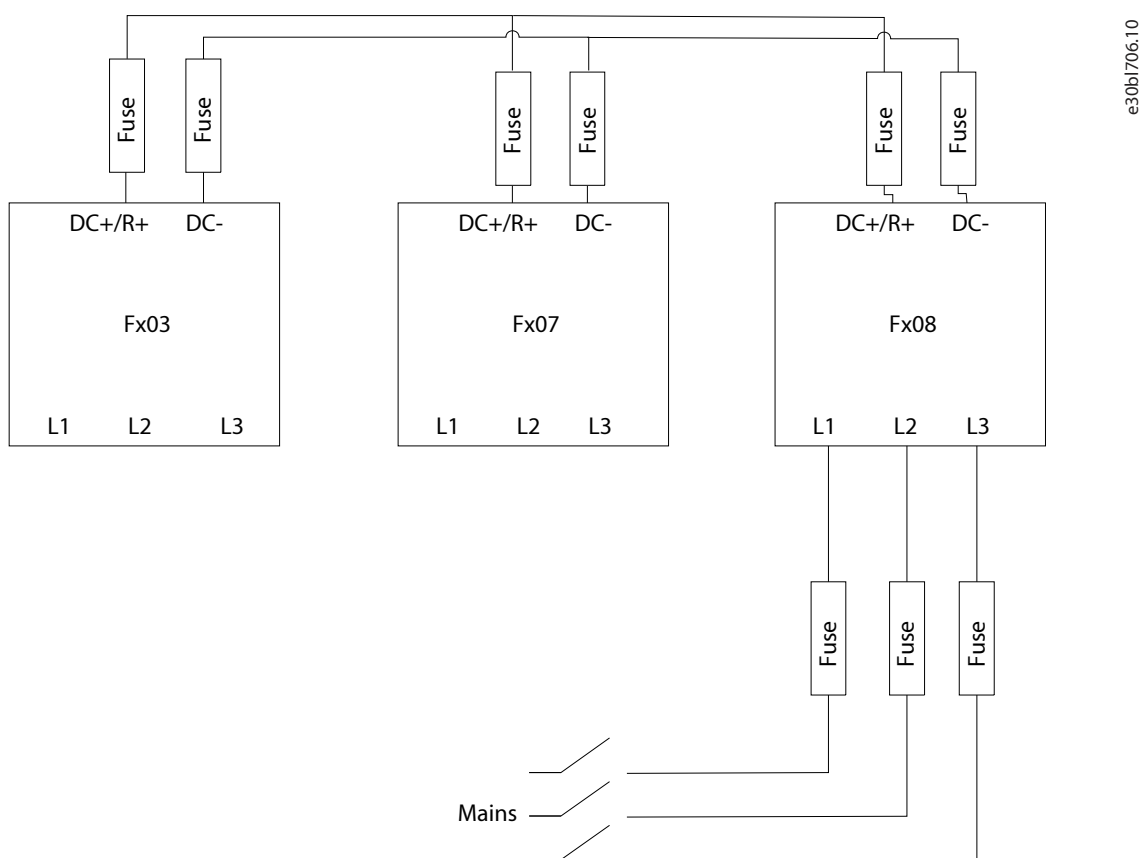 e30bl706.10
Fuse Fuse Fuse Fuse Fuse Fuse
DC+/R+ DC- DC+/R+ DC- DC+/R+ DC-
Fx03 Fx07 Fx08
L1 L2 L3 L1 L2 L3 L1 L2 L3
Fuse Fuse Fuse
Mains